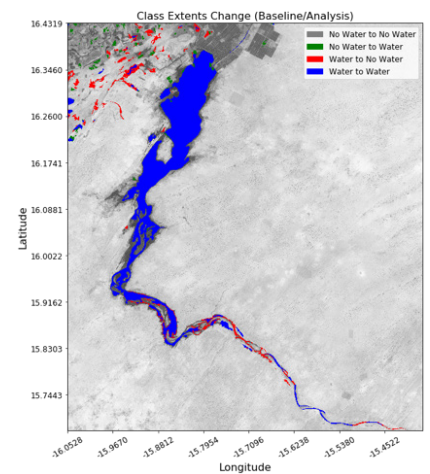 Class Extents Change (Baseline/Analysis)
No Water to No Water
No Water to Water
Water to No Water
Water to Water
16.4319
16.3460
16.2600
16.1741
16.0881
16.0022
15.9162
15.8303
15.7443
Latitude
-16.0528
-15.9670
-15.8812
-15.7954
-15.7096
-15.6238
-15.5380
-15.4522
Longitude